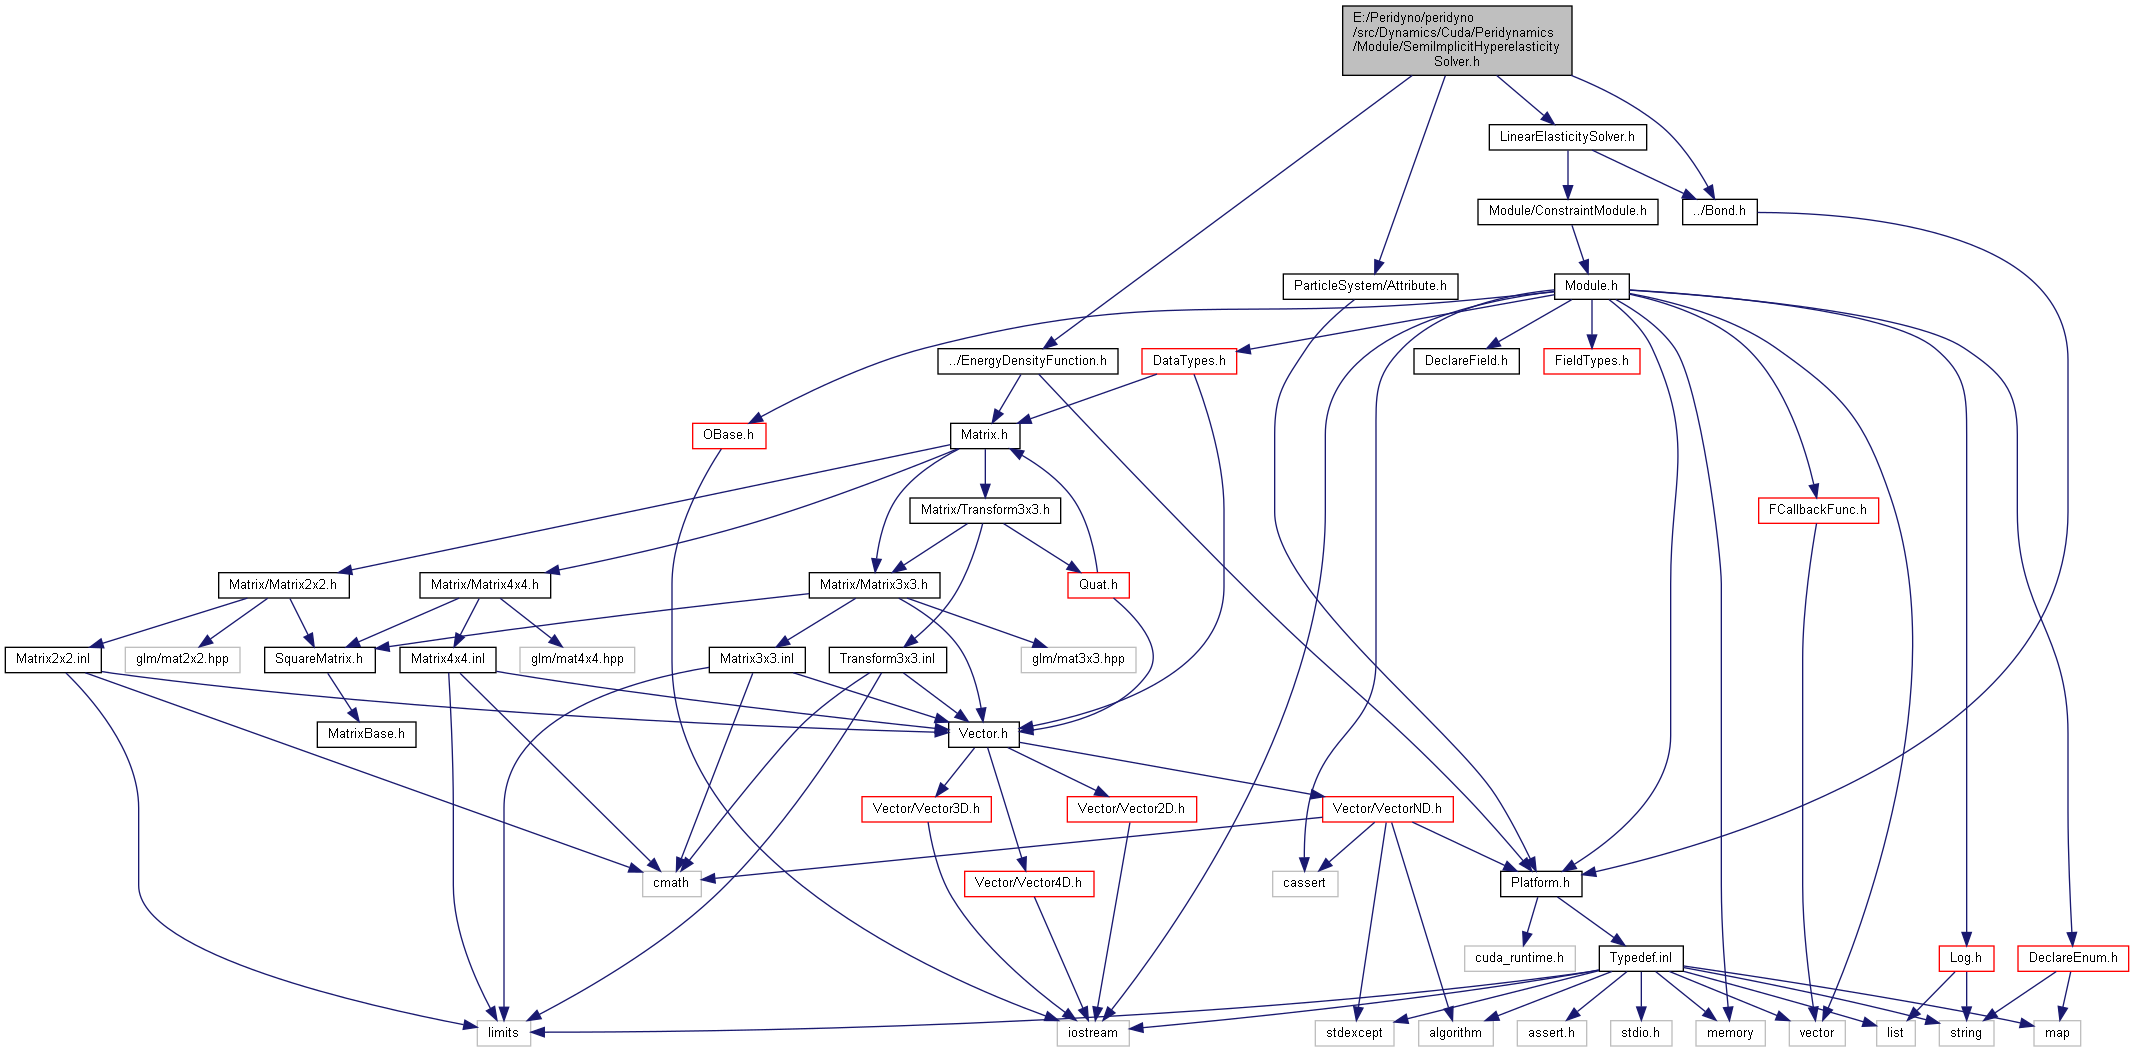 E:/Peridyno/peridyno
/src/Dynamics/Cuda/Peridynamics
/Module/SemiImplicitHyperelasticity
Solver.h
LinearElasticitySolver.h
Module/ConstraintModule.h
../Bond.h
ParticleSystem/Attribute.h
Module.h
../EnergyDensityFunction.h
DataTypes.h
DeclareField.h
FieldTypes.h
OBase.h
Matrix.h
Matrix/Transform3x3.h
FCallbackFunc.h
Matrix/Matrix2x2.h
Matrix/Matrix4x4.h
Matrix/Matrix3x3.h
Quat.h
Matrix2x2.inl
glm/mat2x2.hpp
SquareMatrix.h
Matrix4x4.inl
glm/mat4x4.hpp
Matrix3x3.inl
Transform3x3.inl
glm/mat3x3.hpp
MatrixBase.h
Vector.h
Vector/Vector3D.h
Vector/Vector2D.h
Vector/VectorND.h
cmath
Vector/Vector4D.h
cassert
Platform.h
cuda_runtime.h
Typedef.inl
Log.h
DeclareEnum.h
limits
iostream
stdexcept
algorithm
assert.h
stdio.h
memory
vector
list
string
map